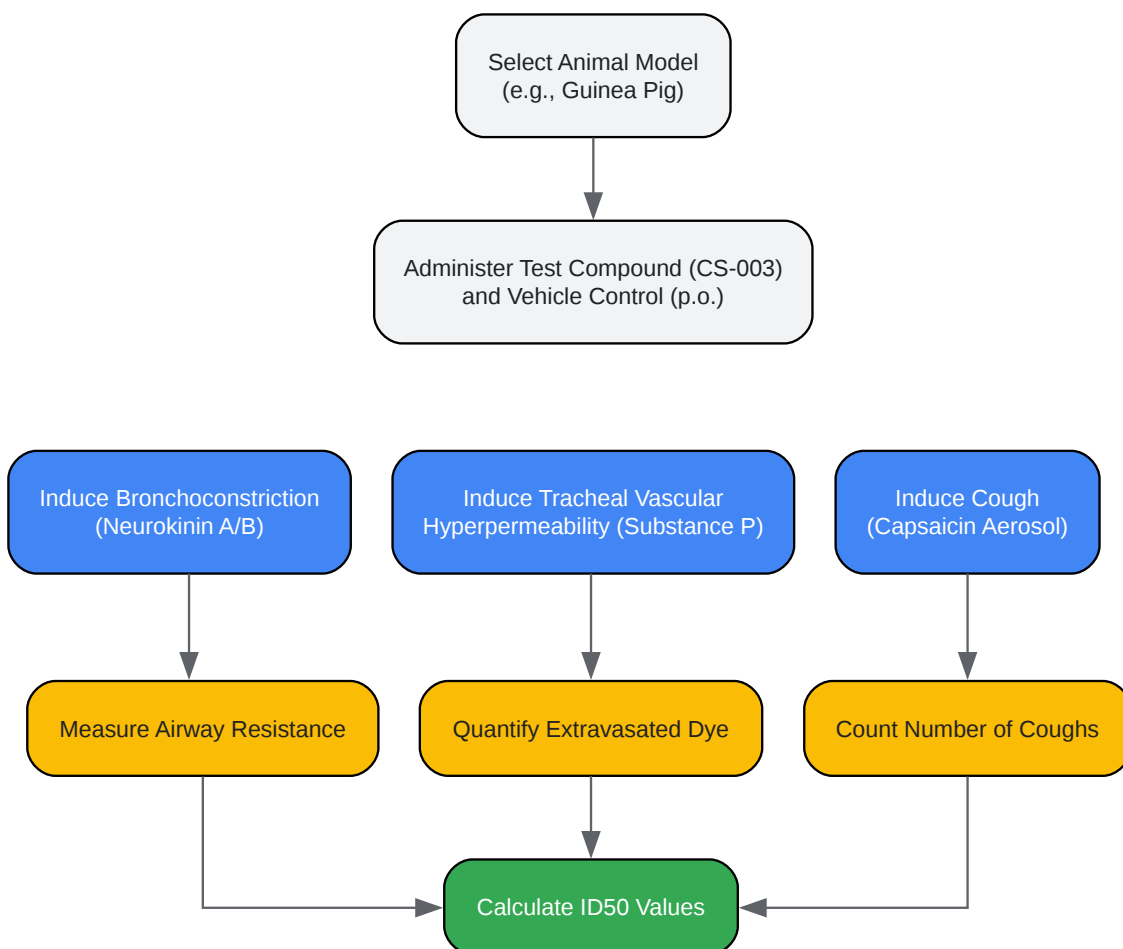 Select Animal Model
(e.g., Guinea Pig)
Administer Test Compound (CS-003)
and Vehicle Control (p.o.)
Induce Bronchoconstriction
(Neurokinin A/B)
Induce Tracheal Vascular
Hyperpermeability (Substance P)
Induce Cough
(Capsaicin Aerosol)
Measure Airway Resistance
Quantify Extravasated Dye
Count Number of Coughs
Calculate ID50 Values